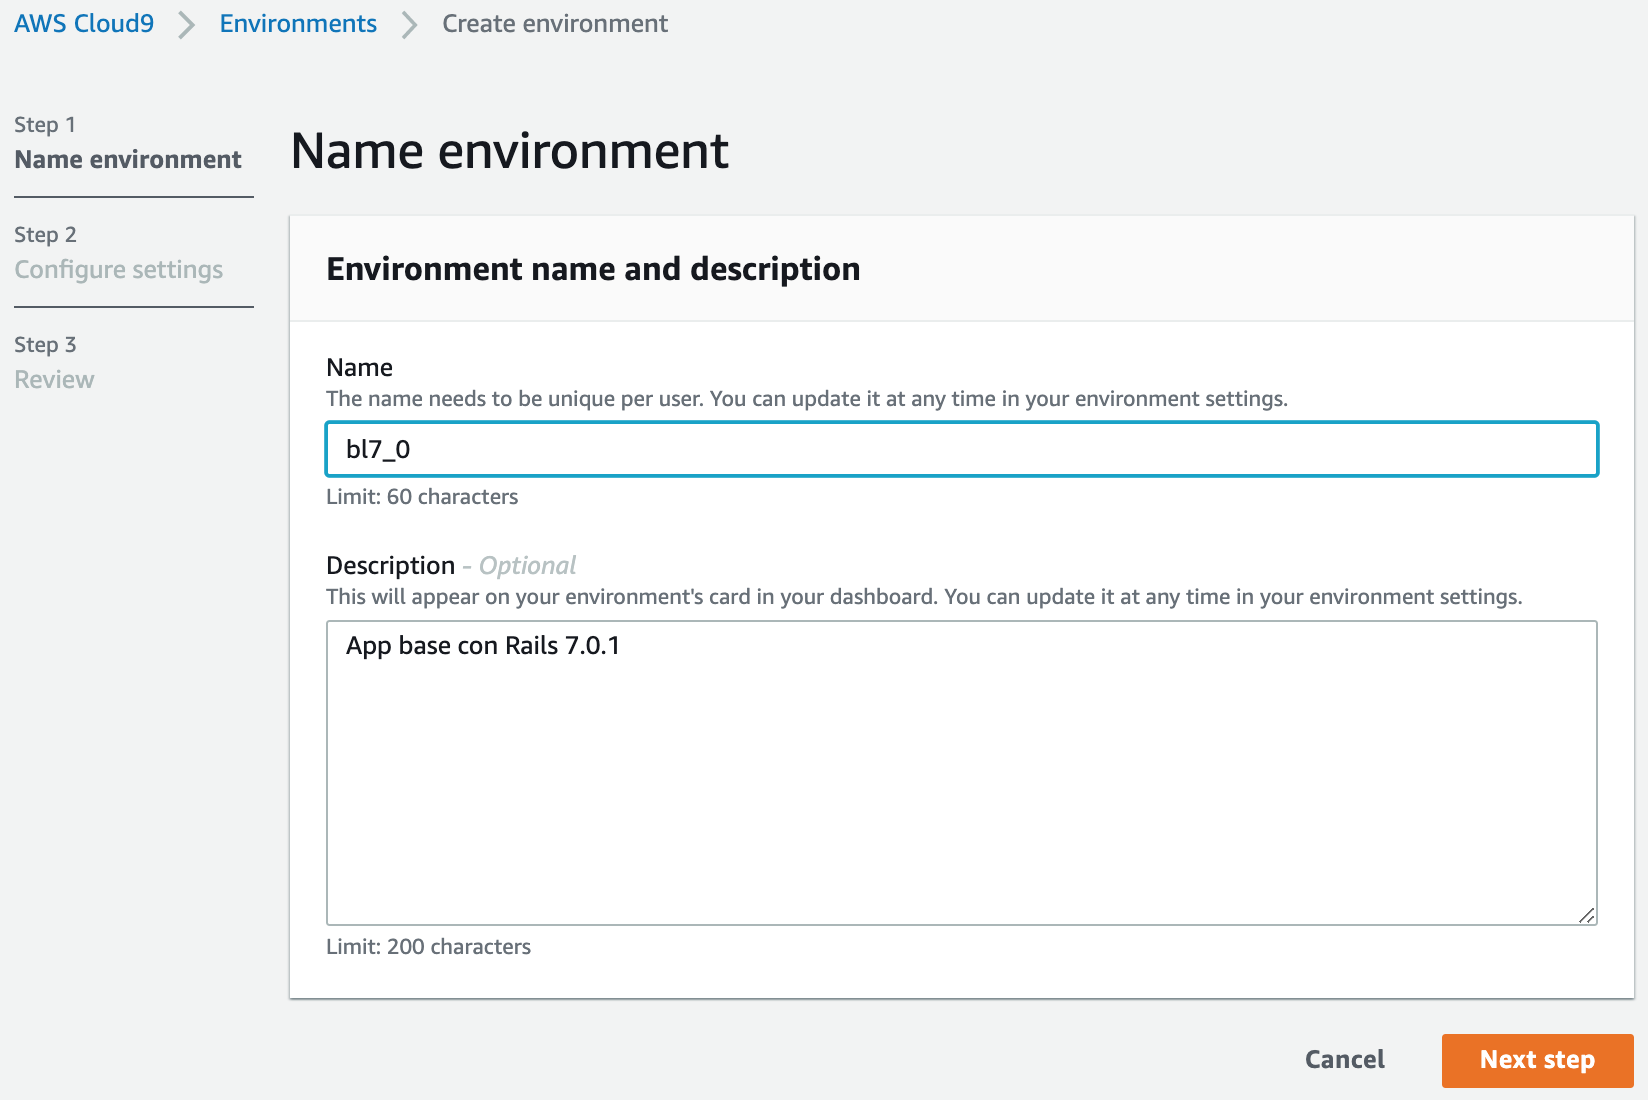 AWS Cloud9 Environments Create environment
Step 1
Name environment
Step 2
Configure settings
Step 3
Review
Name environment
Environment name and description
Name
The name needs to be unique per user. You can update it at any time in your environment settings.
bl7_0
Limit: 60 characters
Description - Optional
This will appear on your environment's card in your dashboard. You can update it at any time in your environment settings.
App base con Rails 7.0.1
Limit: 200 characters
Cancel Next step